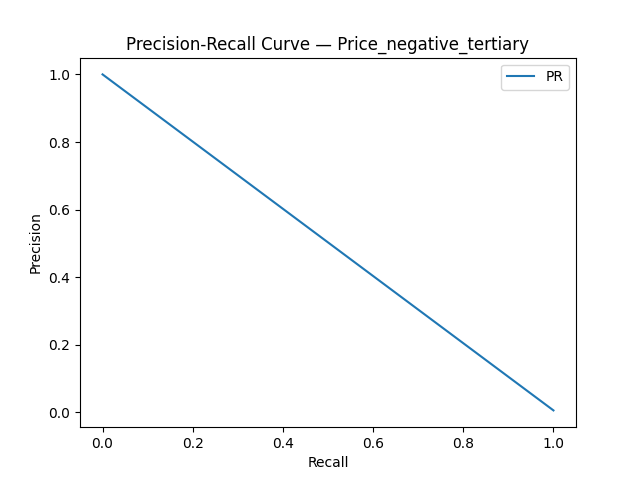 Precision-Recall Curve — Price_negative_tertiary
PR
1.0
0.8
0.6
0.4
0.2
0.0
Precision
0.0 0.2 0.4 0.6 0.8 1.0
Recall